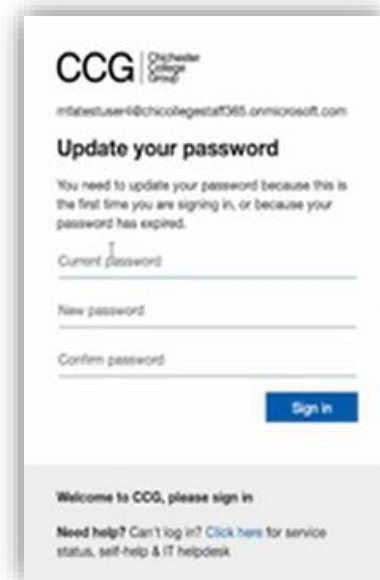 CCG Chichester
College
Group
mfatestuser4@chicollegestaff365.onmicrosoft.com
Update your password
You need to update your password because this is
the first time you are signing in, or because your
password has expired.
Current password
New password
Confirm password
Sign in
Welcome to CCG, please sign in
Need help? Can't log in? Click here for service
status, self-help & IT helpdesk